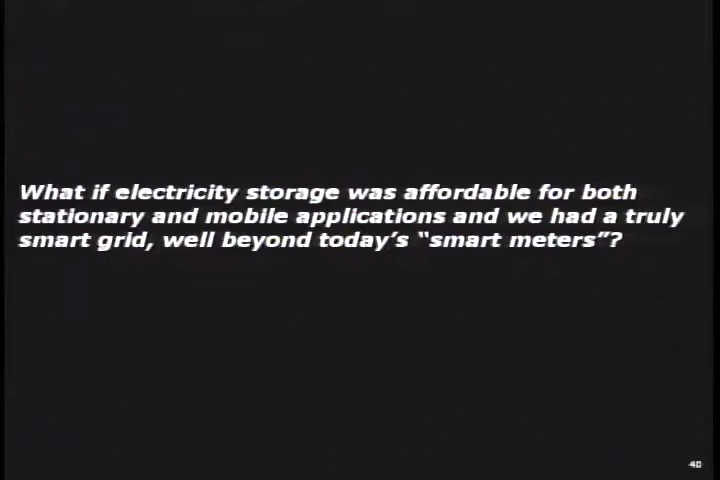 What if electricity storage was affordable for both
stationary and mobile applications and we had a truly
smart grid, well beyond today's “smart meters”?
40